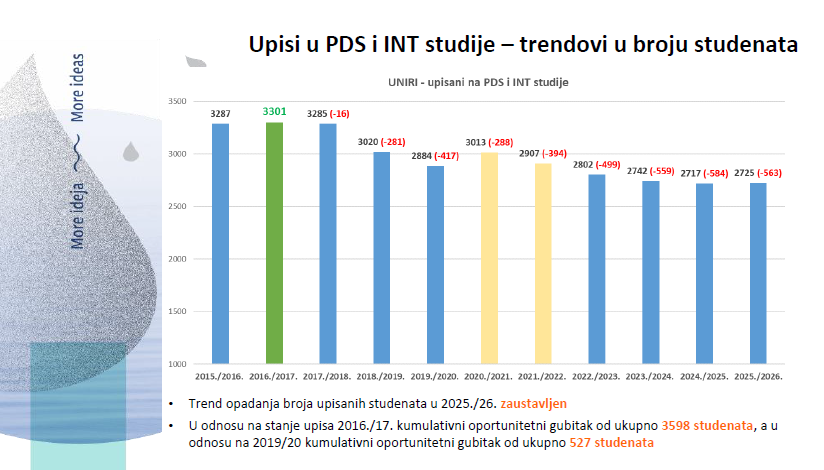 Upisi u PDS i INT studije – trendovi u broju studenata
More ideja
More ideas
UNIRI - upisani na PDS i INT studije
3500
3000
2500
2000
1500
1000
3287
3301
3285 (-16)
3020 (-281)
2884 (-417)
3013 (-288)
2907 (-394)
2802 (-499)
2742 (-559)
2717 (-584)
2725 (-563)
2015./2016. 2016./2017. 2017./2018. 2018./2019. 2019./2020. 2020./2021. 2021./2022. 2022./2023. 2023./2024. 2024./2025. 2025./2026.
• Trend opadanja broja upisanih studenata u 2025./26. zaustavljen
• U odnosu na stanje upisa 2016./17. kumulativni oportunitetni gubitak od ukupno 3598 studenata, a u
odnosu na 2019/20 kumulativni oportunitetni gubitak od ukupno 527 studenata